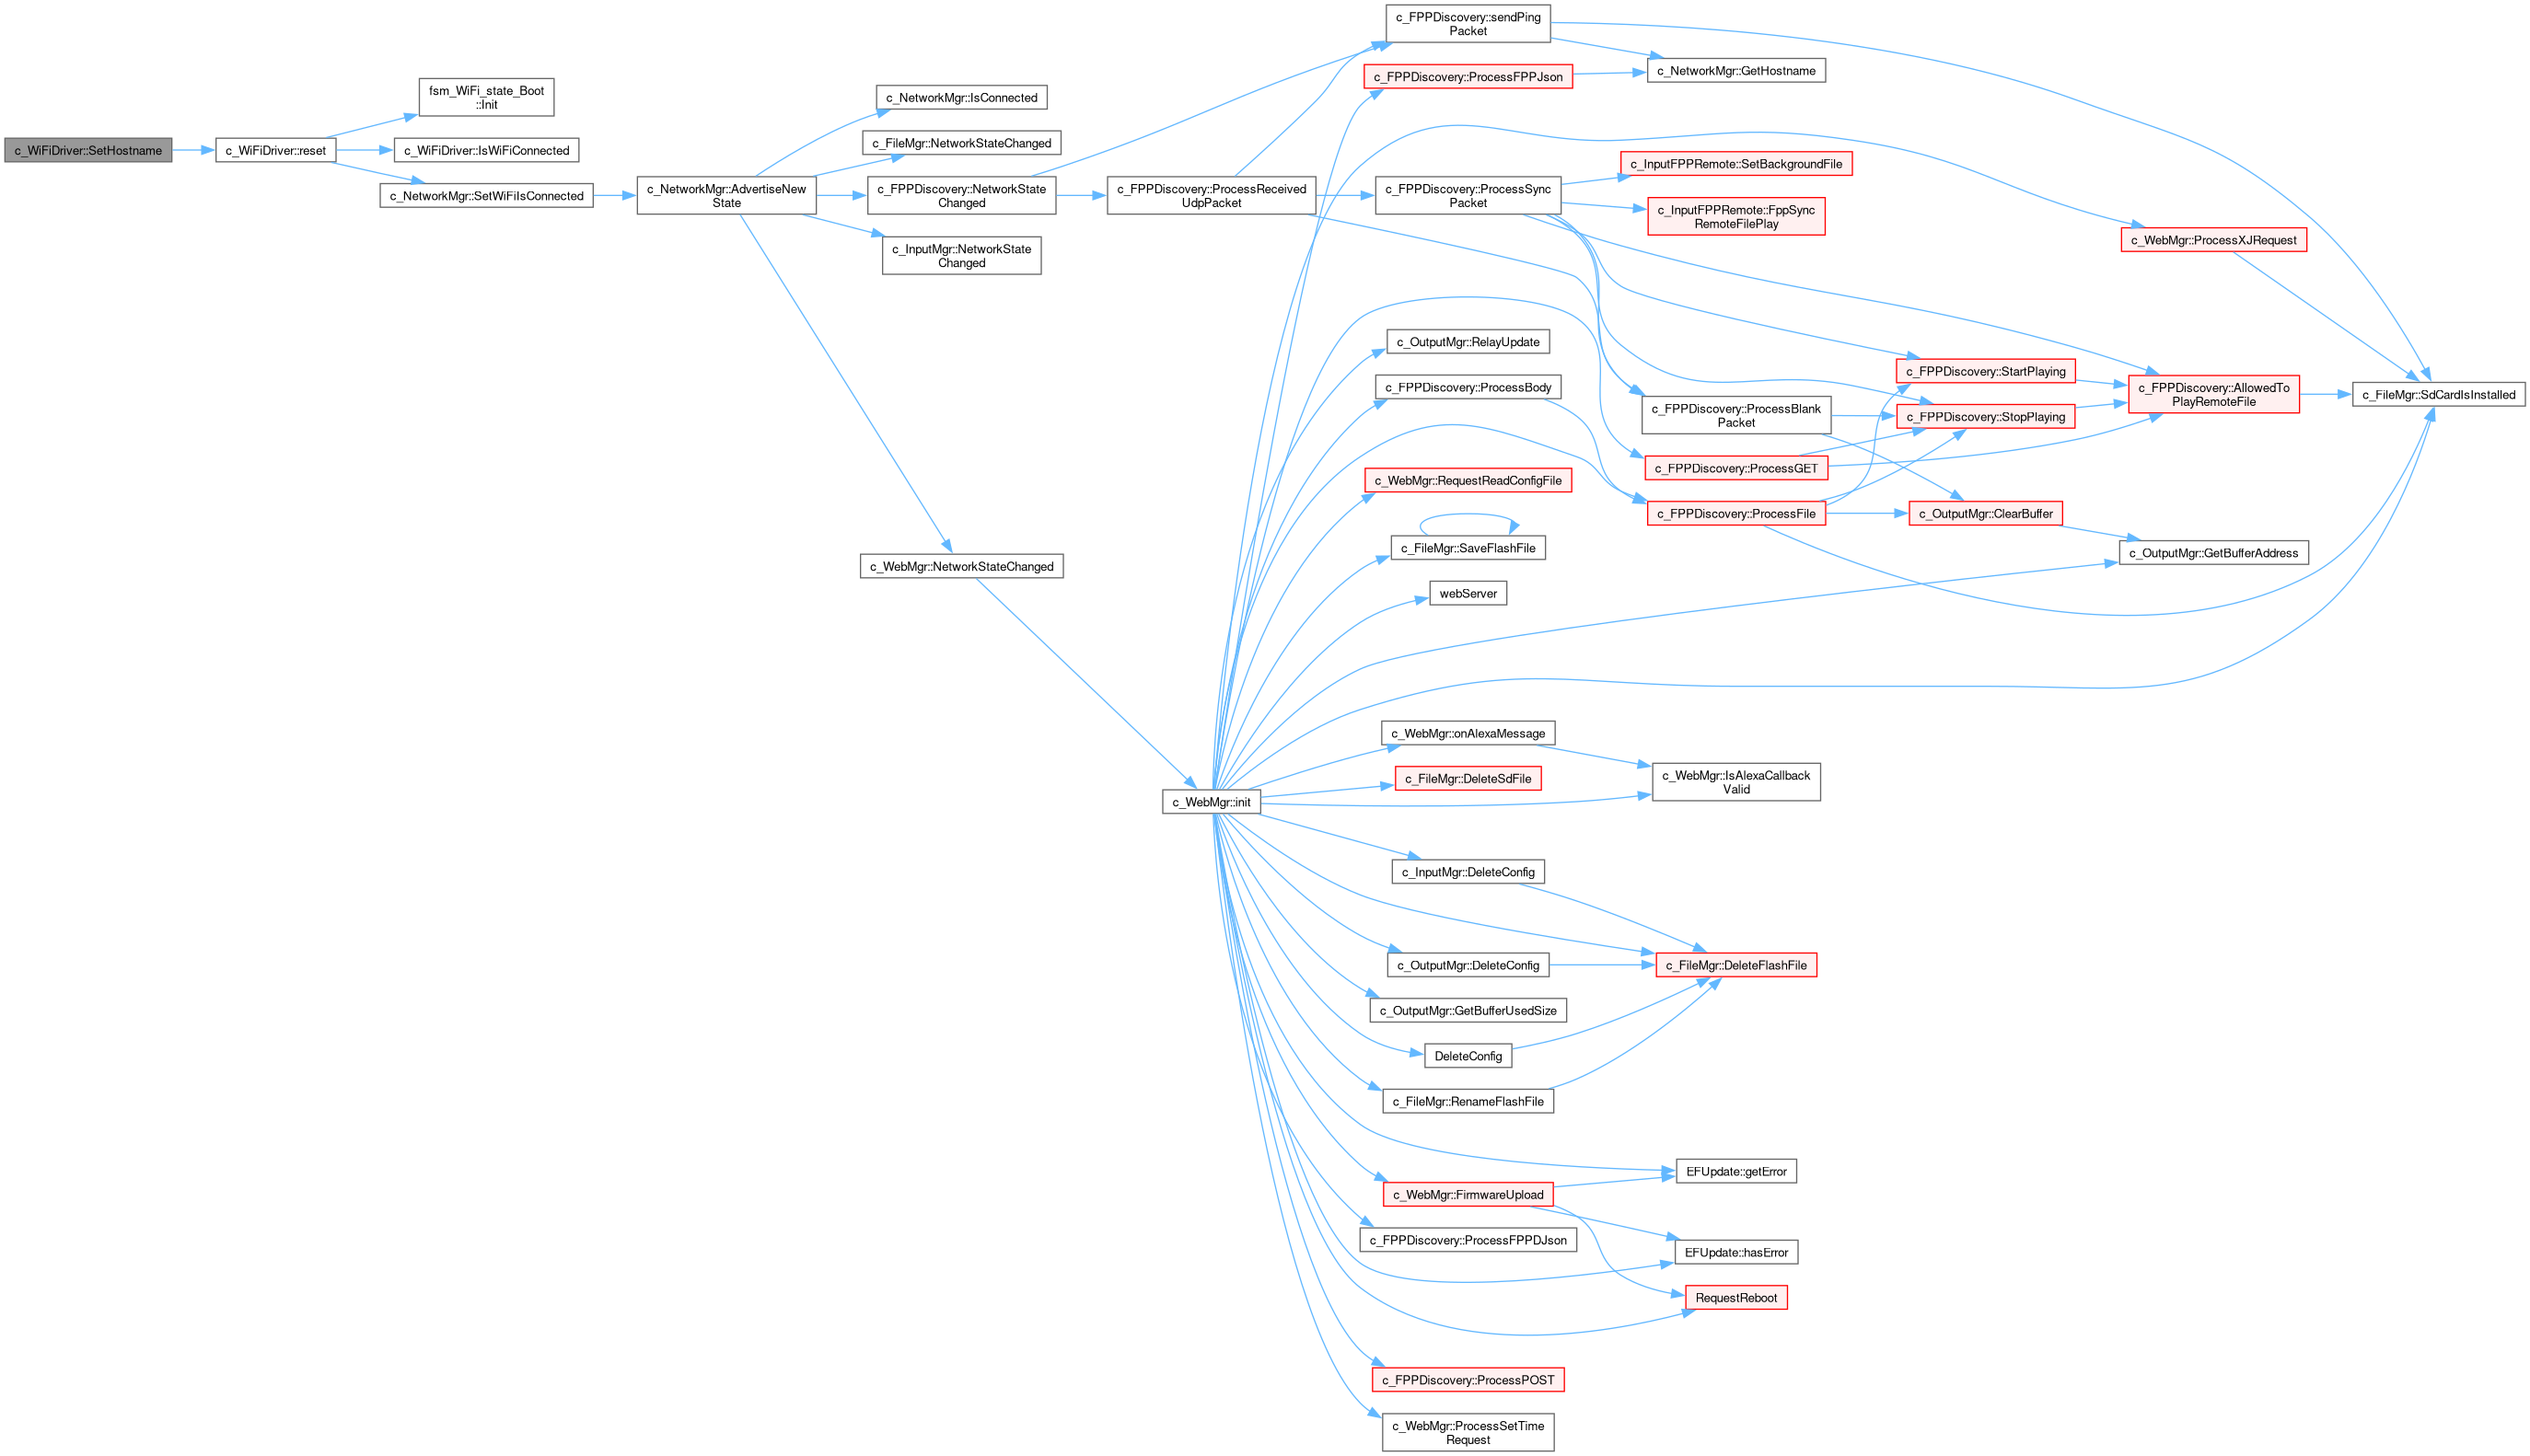 c_WiFiDriver::SetHostname
c_WiFiDriver::reset
fsm_WiFi_state_Boot
::Init
c_WiFiDriver::IsWiFiConnected
c_NetworkMgr::SetWiFiIsConnected
c_NetworkMgr::AdvertiseNew
State
c_NetworkMgr::IsConnected
c_FileMgr::NetworkStateChanged
c_FPPDiscovery::NetworkState
Changed
c_InputMgr::NetworkState
Changed
c_WebMgr::NetworkStateChanged
c_FPPDiscovery::ProcessReceived
UdpPacket
c_WebMgr::init
c_FPPDiscovery::sendPing
Packet
c_FPPDiscovery::ProcessFPPJson
c_FPPDiscovery::ProcessSync
Packet
c_OutputMgr::RelayUpdate
c_FPPDiscovery::ProcessBody
c_WebMgr::RequestReadConfigFile
c_FileMgr::SaveFlashFile
webServer
c_WebMgr::onAlexaMessage
c_FileMgr::DeleteSdFile
c_InputMgr::DeleteConfig
c_OutputMgr::DeleteConfig
c_OutputMgr::GetBufferUsedSize
DeleteConfig
c_FileMgr::RenameFlashFile
c_WebMgr::FirmwareUpload
c_FPPDiscovery::ProcessFPPDJson
c_FPPDiscovery::ProcessPOST
c_WebMgr::ProcessSetTime
Request
c_NetworkMgr::GetHostname
c_InputFPPRemote::SetBackgroundFile
c_InputFPPRemote::FppSync
RemoteFilePlay
c_FPPDiscovery::ProcessBlank
Packet
c_FPPDiscovery::ProcessGET
c_FPPDiscovery::ProcessFile
c_WebMgr::IsAlexaCallback
Valid
c_FileMgr::DeleteFlashFile
EFUpdate::getError
EFUpdate::hasError
RequestReboot
c_FPPDiscovery::StartPlaying
c_FPPDiscovery::StopPlaying
c_OutputMgr::ClearBuffer
c_WebMgr::ProcessXJRequest
c_FPPDiscovery::AllowedTo
PlayRemoteFile
c_OutputMgr::GetBufferAddress
c_FileMgr::SdCardIsInstalled